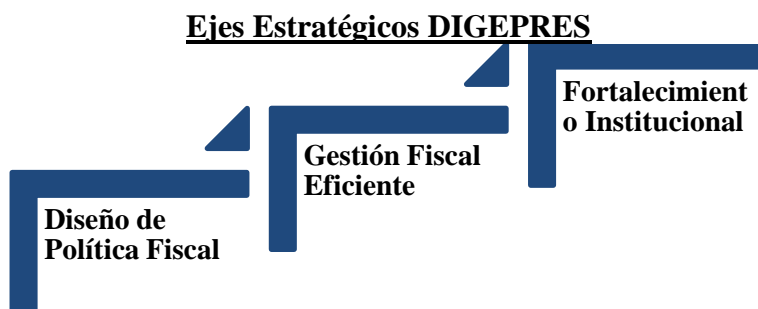 Ejes Estratégicos DIGEPRES
Fortalecimient
o Institucional
Gestión Fiscal
Eficiente
Diseño de
Política Fiscal